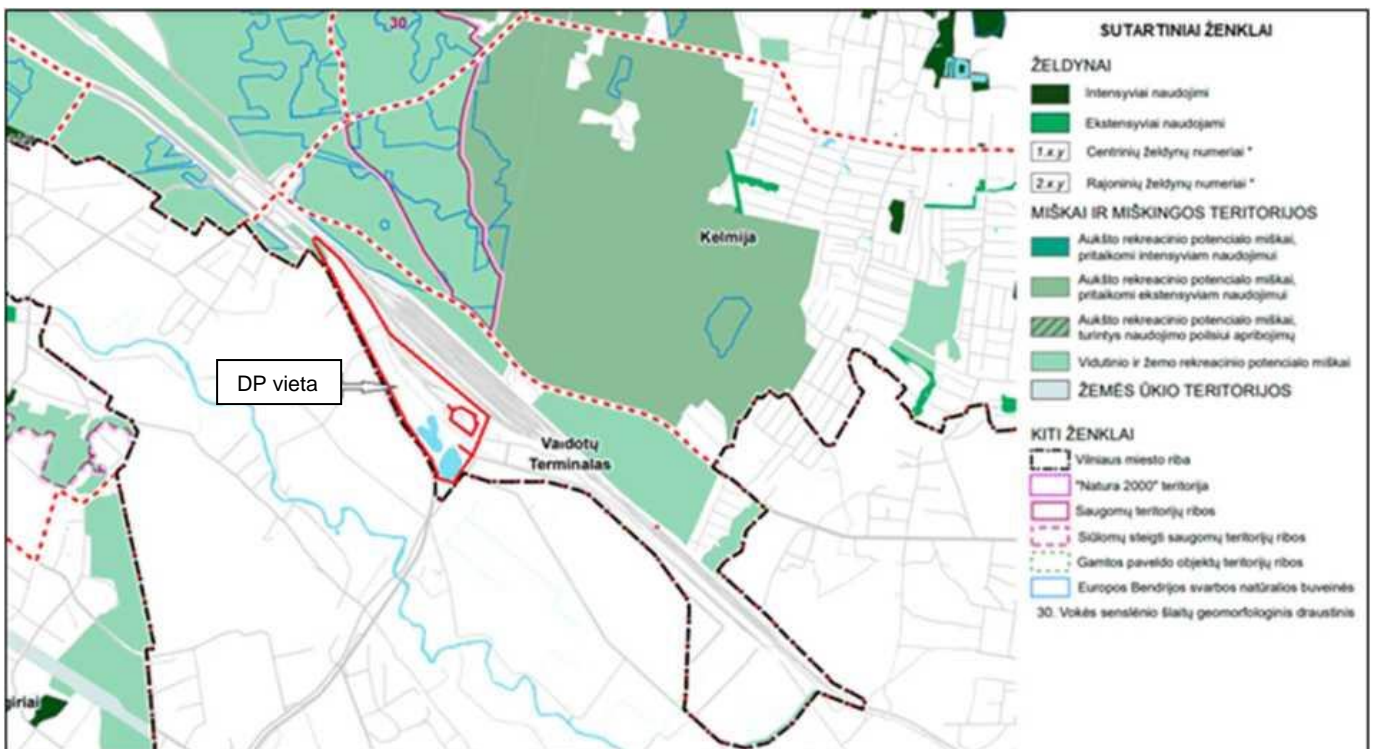 30
Kelmija
DP vieta
Vaidotų
Terminalas
giriai
SUTARTINIAI ŽENKLAI
ŽELDYNAI
Intensyviai naudojimi
Ekstensyviai naudojami
1.x.y Centrinių želdynų numeriai *
2.x.y Rajoninių želdynų numeriai *
MIŠKAI IR MIŠKINGOS TERITORIJOS
Aukšto rekreacinio potencialo miškai,
pritaikomi intensyviam naudojimui
Aukšto rekreacinio potencialo miškai,
pritaikomi ekstensyviam naudojimui
Aukšto rekreacinio potencialo miškai,
turintys naudojimo poilsiui apribojimų
Vidutinio ir žemo rekreacinio potencialo miškai
ŽEMĖS ŪKIO TERITORIJOS
KITI ŽENKLAI
Vilniaus miesto riba
"Natura 2000" teritorija
Saugomų teritorijų ribos
Siūlomų steigti saugomų teritorijų ribos
Gamtos paveldo objektų teritorijų ribos
Europos Bendrijos svarbos natūralios buveinės
30. Vokės senslėnio šlaitų geomorfologinis draustinis